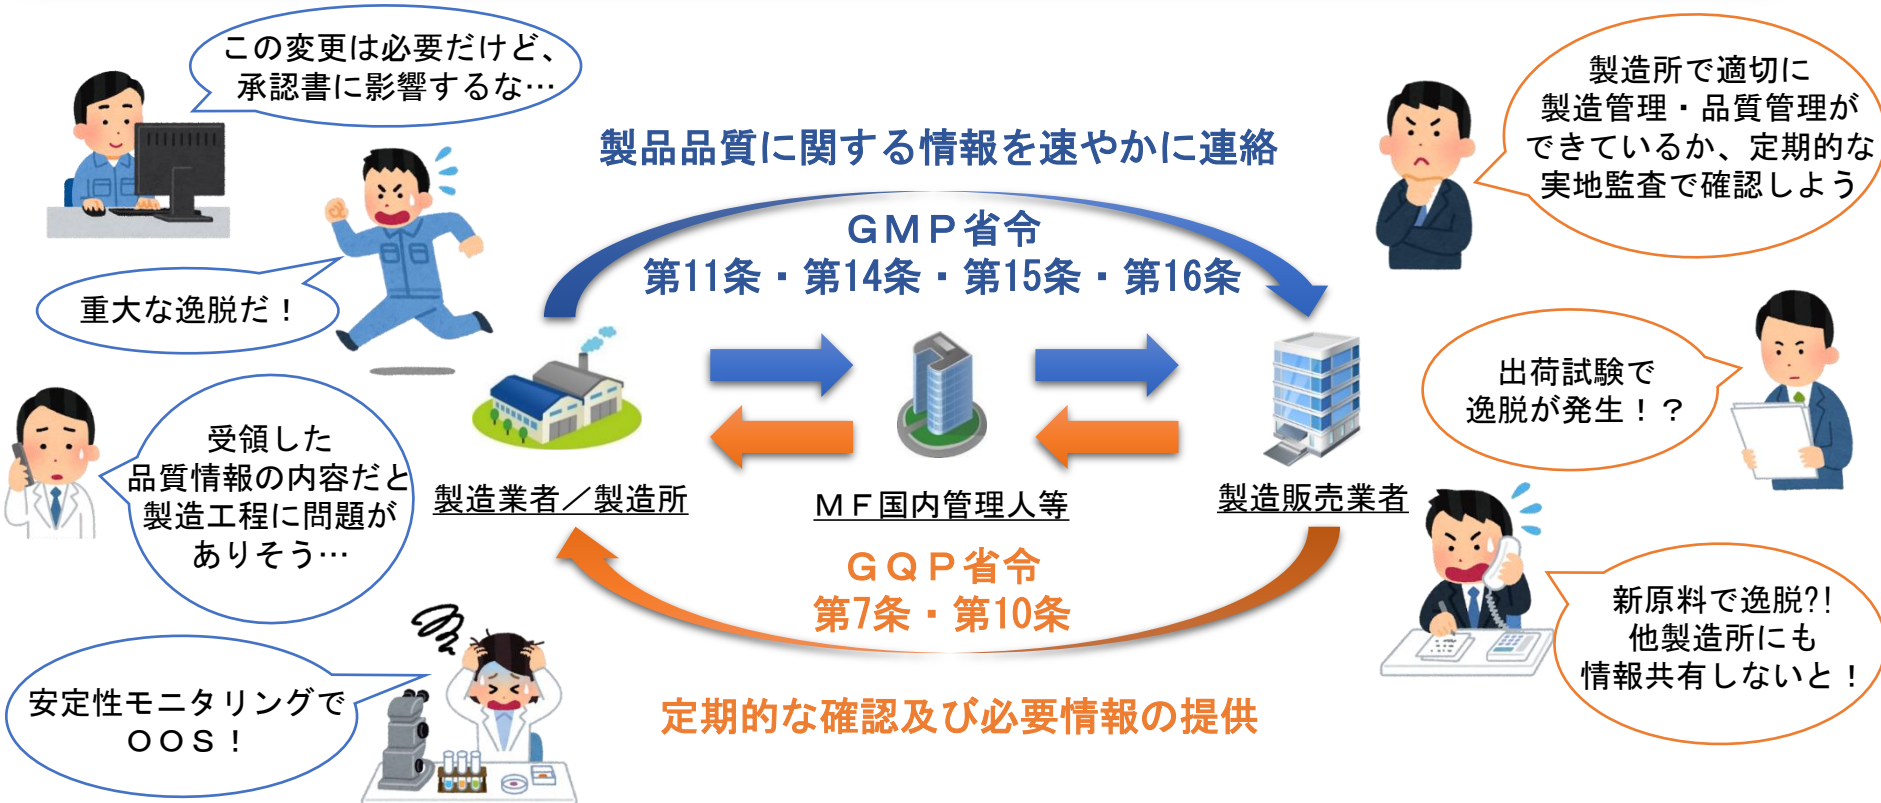 この変更は必要だけど、
承認書に影響するな…
重大な逸脱だ！
受領した
品質情報の内容だと
製造工程に問題が
ありそう…
安定性モニタリングで
ＯＯＳ！
製品品質に関する情報を速やかに連絡
ＧＭＰ省令
第11条・第14条・第15条・第16条
製造業者／製造所
ＭＦ国内管理人等
製造販売業者
ＧＱＰ省令
第7条・第10条
定期的な確認及び必要情報の提供
製造所で適切に
製造管理・品質管理が
できているか、定期的な
実地監査で確認しよう
出荷試験で
逸脱が発生！？
新原料で逸脱?!
他製造所にも
情報共有しないと！